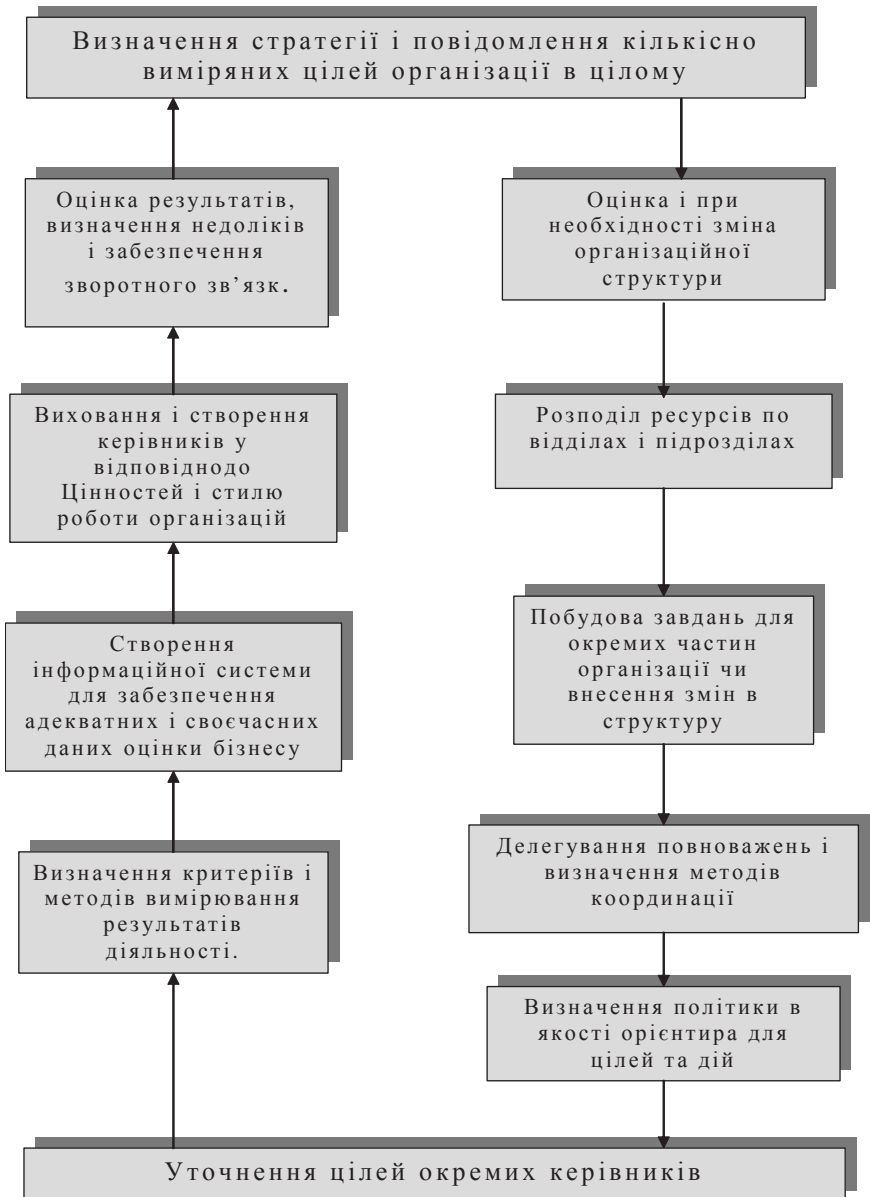 Визначення стратегії і повідомлення кількісно
виміряних цілей організації в цілому
Оцінка і при
необхідності зміна
організаційної
структури
Розподіл ресурсів по
відділах і підрозділах
Побудова завдань для
окремих частин
організації чи
внесення змін в
структуру
Делегування повноважень і
визначення методів
координації
Визначення політики в
якості орієнтира для
цілей та дій
Уточнення цілей окремих керівників
Визначення критеріїв і
методів вимірювання
результатів
діяльності.
Створення
інформаційної системи
для забезпечення
адекватних і своєчасних
даних оцінки бізнесу
Виховання і створення
керівників у
відповіднодо
Цінностей і стилю
роботи організацій
Оцінка результатів,
визначення недоліків
і забезпечення
зворотного зв’язк.